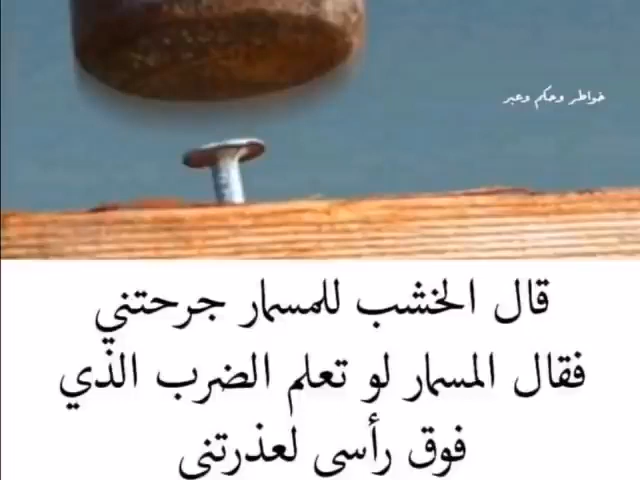 خواطر وحكم وعبر
قال الخشب للمسمار جرحتني
فقال المسمار لو تعلم الضرب الذي
فوق رأسي لعذرتني